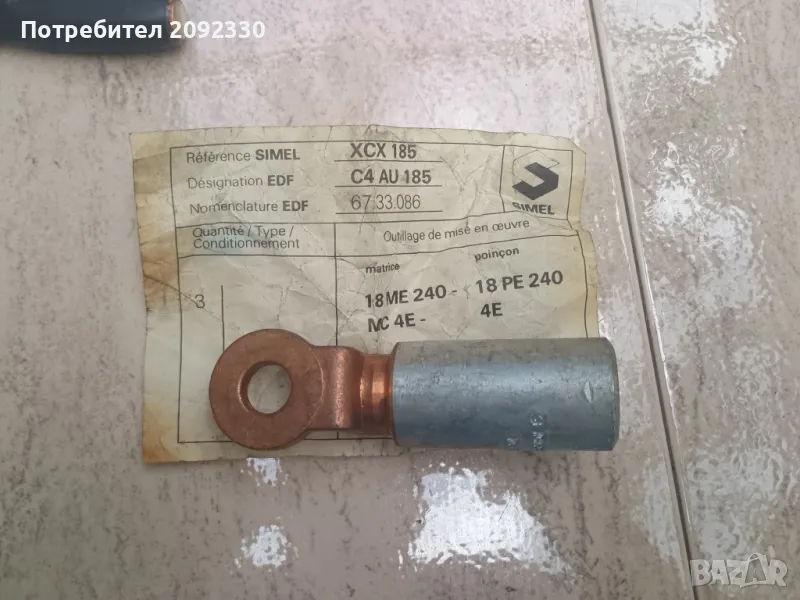 Потребител 2092330
Référence SIMEL XCX 185
Désignation EDF C4 AU 185
Nomenclature EDF 67.33.086
SIMEL
Quantité / Type /
Conditionnement
Outillage de mise en œuvre
matrice poinçon
3
18 ME 240 - 18 PE 240
MC 4E - 4E
BAZAR